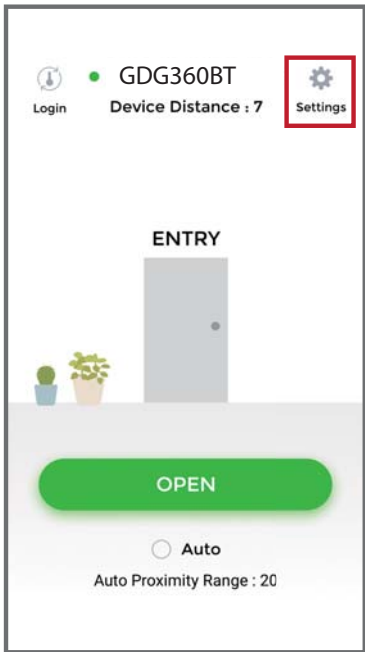 GDG360BT
Login
Device Distance : 7
Settings
ENTRY
OPEN
Auto
Auto Proximity Range : 20